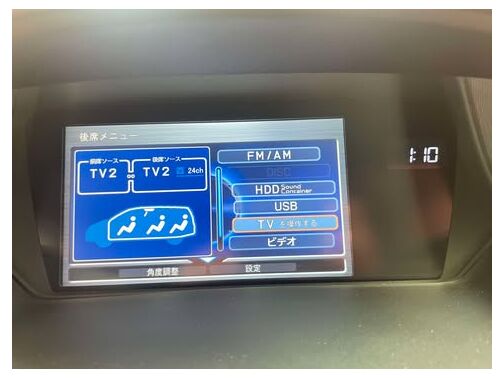 後席メニュー
前席ソース 後席ソース
TV2 TV2 24ch
FM/AM
DISC
HDD Sound Container
USB
TV を操作する
ビデオ
角度調整 設定
1:10